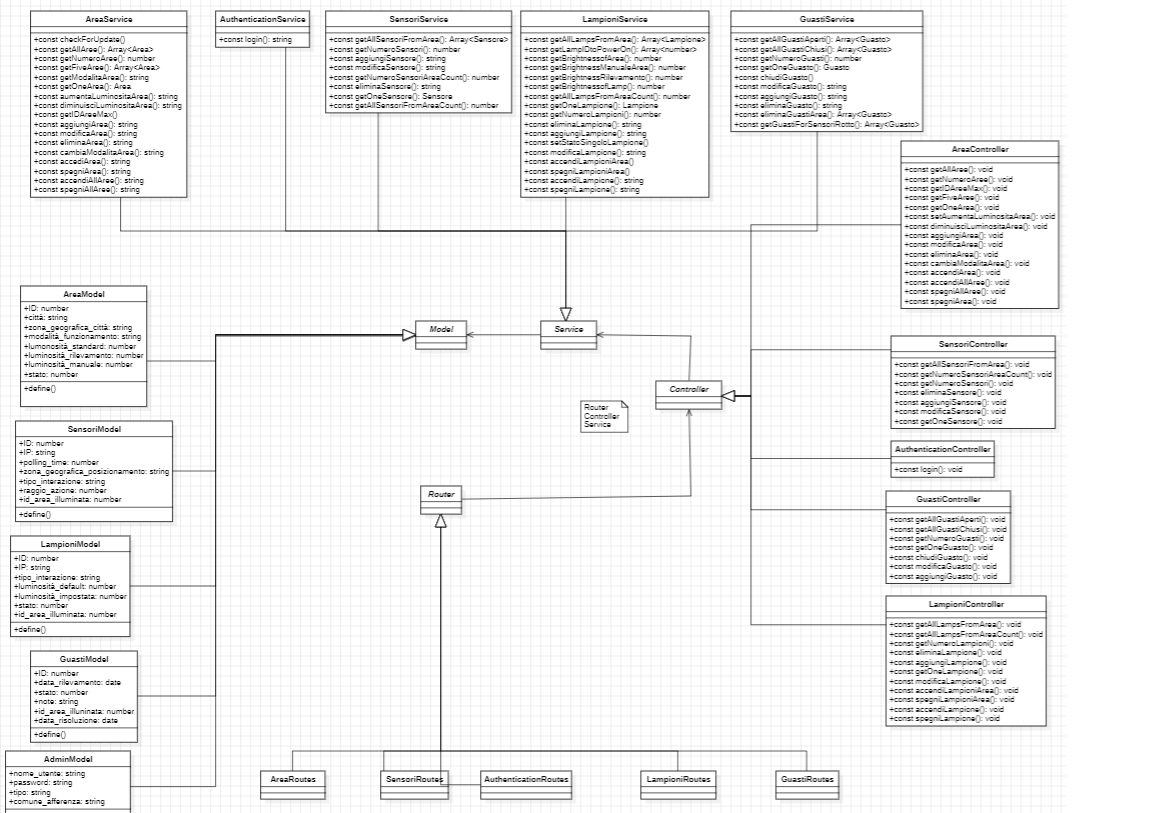 AreaService
+const checkForUpdate()
+const getAllAree(): Array<Area>
+const getNumeroAree: number
+const getFiveAree: Array<Area>
+const getModalitaArea: string
+const getOneArea: Area
+const aumentaLuminositaArea: string
+const diminuisciLuminositaArea: string
+const getIDAreeMax()
+const aggiungiArea: string
+const modificaArea: string
+const eliminaArea: string
+const cambiaModalitaArea: string
+const accediArea: string
+const spegniArea: string
+const accendiAllArea: string
+const spegniAllArea: string
AuthenticationService
+const login(): string
SensoriService
+const getAllSensoriFromArea(): Array<Sensore>
+const getNumeroSensori(): number
+const aggiungiSensore(): string
+const modificaSensore(): string
+const getNumeroSensoriAreaCount(): number
+const eliminaSensore(): string
+const getOneSensore(): Sensore
+const getAllSensoriFromAreaCount(): number
LampioniService
+const getAllLampsFromArea(): Array<Lampione>
+const getLampIDtoPowerOn(): Array<number>
+const getBrightnessofArea(): number
+const getBrightnessManualeArea(): number
+const getBrightnessRilevamento(): number
+const getBrightnessofLamp(): number
+const getAllLampsFromAreaCount(): number
+const getOneLampione(): Lampione
+const getNumeroLampioni(): number
+const eliminaLampione(): string
+const aggiungiLampione(): string
+const setStatoSingoloLampione()
+const modificaLampione(): string
+const accendiLampioniArea()
+const spegniLampioniArea()
+const accendiLampione(): string
+const spegniLampione(): string
GuastiService
+const getAllGuastiAperti(): Array<Guasto>
+const getAllGuastiChiusi(): Array<Guasto>
+const getNumeroGuasti(): number
+const getOneGuasto(): Guasto
+const chiudiGuasto()
+const modificaGuasto(): string
+const aggiungiGuasto(): string
+const eliminaGuasto(): string
+const eliminaGuastiArea(): Array<Guasto>
+const getGuastiForSensoriRotto(): Array<Guasto>
AreaController
+const getAllAree(): void
+const getNumeroAree(): void
+const getIDAreeMax(): void
+const getFiveAree(): void
+const getOneArea(): void
+const setAumentaLuminositaArea(): void
+const diminuisciLuminositaArea(): void
+const aggiungiArea(): void
+const modificaArea(): void
+const eliminaArea(): void
+const cambiaModalitaArea(): void
+const accendiArea(): void
+const accendiAllArea(): void
+const spegniAllArea(): void
+const spegniArea(): void
AreaModel
+ID: number
+città: string
+zona_geografica_città: string
+modalità_funzionamento: string
+lumonosità_standard: number
+luminosità_rilevamento: number
+luminosità_manuale: number
+stato: number
+define()
Model
Service
Controller
Router
Controller
Service
SensoriController
+const getAllSensoriFromArea(): void
+const getNumeroSensoriAreaCount(): void
+const getNumeroSensori(): void
+const eliminaSensore(): void
+const aggiungiSensore(): void
+const modificaSensore(): void
+const getOneSensore(): void
SensoriModel
+ID: number
+IP: string
+polling_time: number
+zona_geografica_posizionamento: string
+tipo_interazione: string
+raggio_azione: number
+id_area_illuminata: number
+define()
AuthenticationController
+const login(): void
Router
GuastiController
+const getAllGuastiAperti(): void
+const getAllGuastiChiusi(): void
+const getNumeroGuasti(): void
+const getOneGuasto(): void
+const chiudiGuasto(): void
+const modificaGuasto(): void
+const aggiungiGuasto(): void
LampioniModel
+ID: number
+IP: string
+tipo_interazione: string
+luminosità_default: number
+luminosità_impostata: number
+stato: number
+id_area_illuminata: number
+define()
LampioniController
+const getAllLampsFromArea(): void
+const getAllLampsFromAreaCount(): void
+const getNumeroLampioni(): void
+const eliminaLampione(): void
+const aggiungiLampione(): void
+const getOneLampione(): void
+const modificaLampione(): void
+const accendiLampioniArea(): void
+const spegniLampioniArea(): void
+const accendiLampione(): void
+const spegniLampione(): void
GuastiModel
+ID: number
+data_rilevamento: date
+stato: number
+note: string
+id_area_illuninata: number
+data_risoluzione: date
+define()
AdminModel
+nome_utente: string
+password: string
+tipo: string
+comune_afferenza: string
AreaRoutes
SensoriRoutes
AuthenticationRoutes
LampioniRoutes
GuastiRoutes